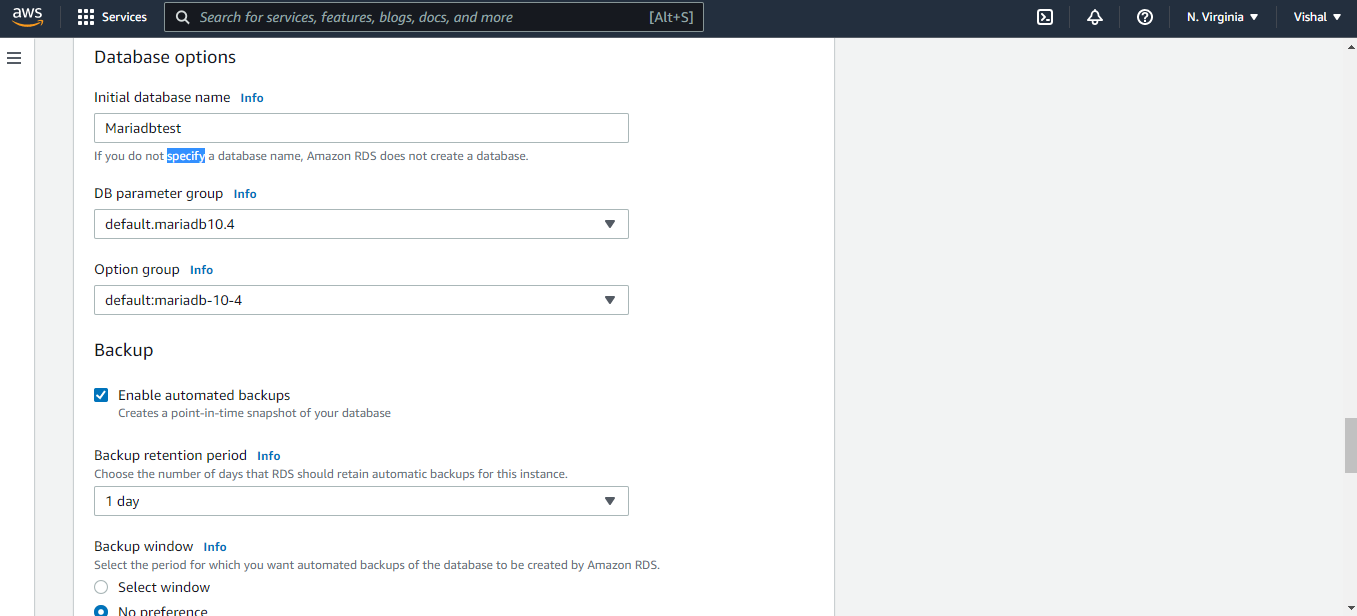 aws Services Search for services, features, blogs, docs, and more [Alt+S] N. Virginia Vishal
Database options
Initial database name Info
Mariadbtest
If you do not specify a database name, Amazon RDS does not create a database.
DB parameter group Info
default.mariadb10.4
Option group Info
default:mariadb-10-4
Backup
Enable automated backups
Creates a point-in-time snapshot of your database
Backup retention period Info
Choose the number of days that RDS should retain automatic backups for this instance.
1 day
Backup window Info
Select the period for which you want automated backups of the database to be created by Amazon RDS.
Select window
No preference